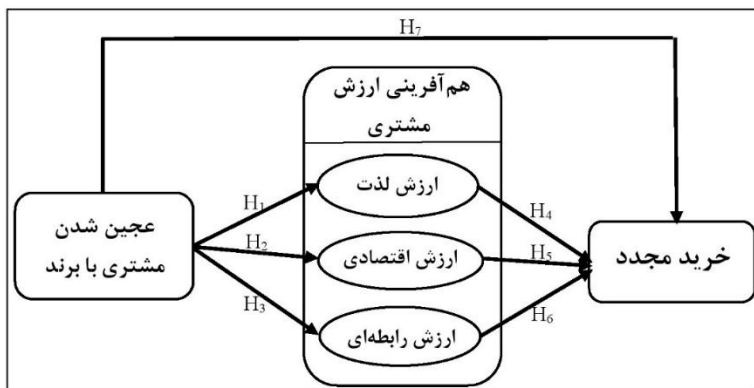 H₇
هم‌آفرینی ارزش
مشتری
ارزش لذت
H₁
H₄
عجین شدن
مشتری با برند
H₂
ارزش اقتصادی
H₅
خرید مجدد
H₃
ارزش رابطه‌ای
H₆